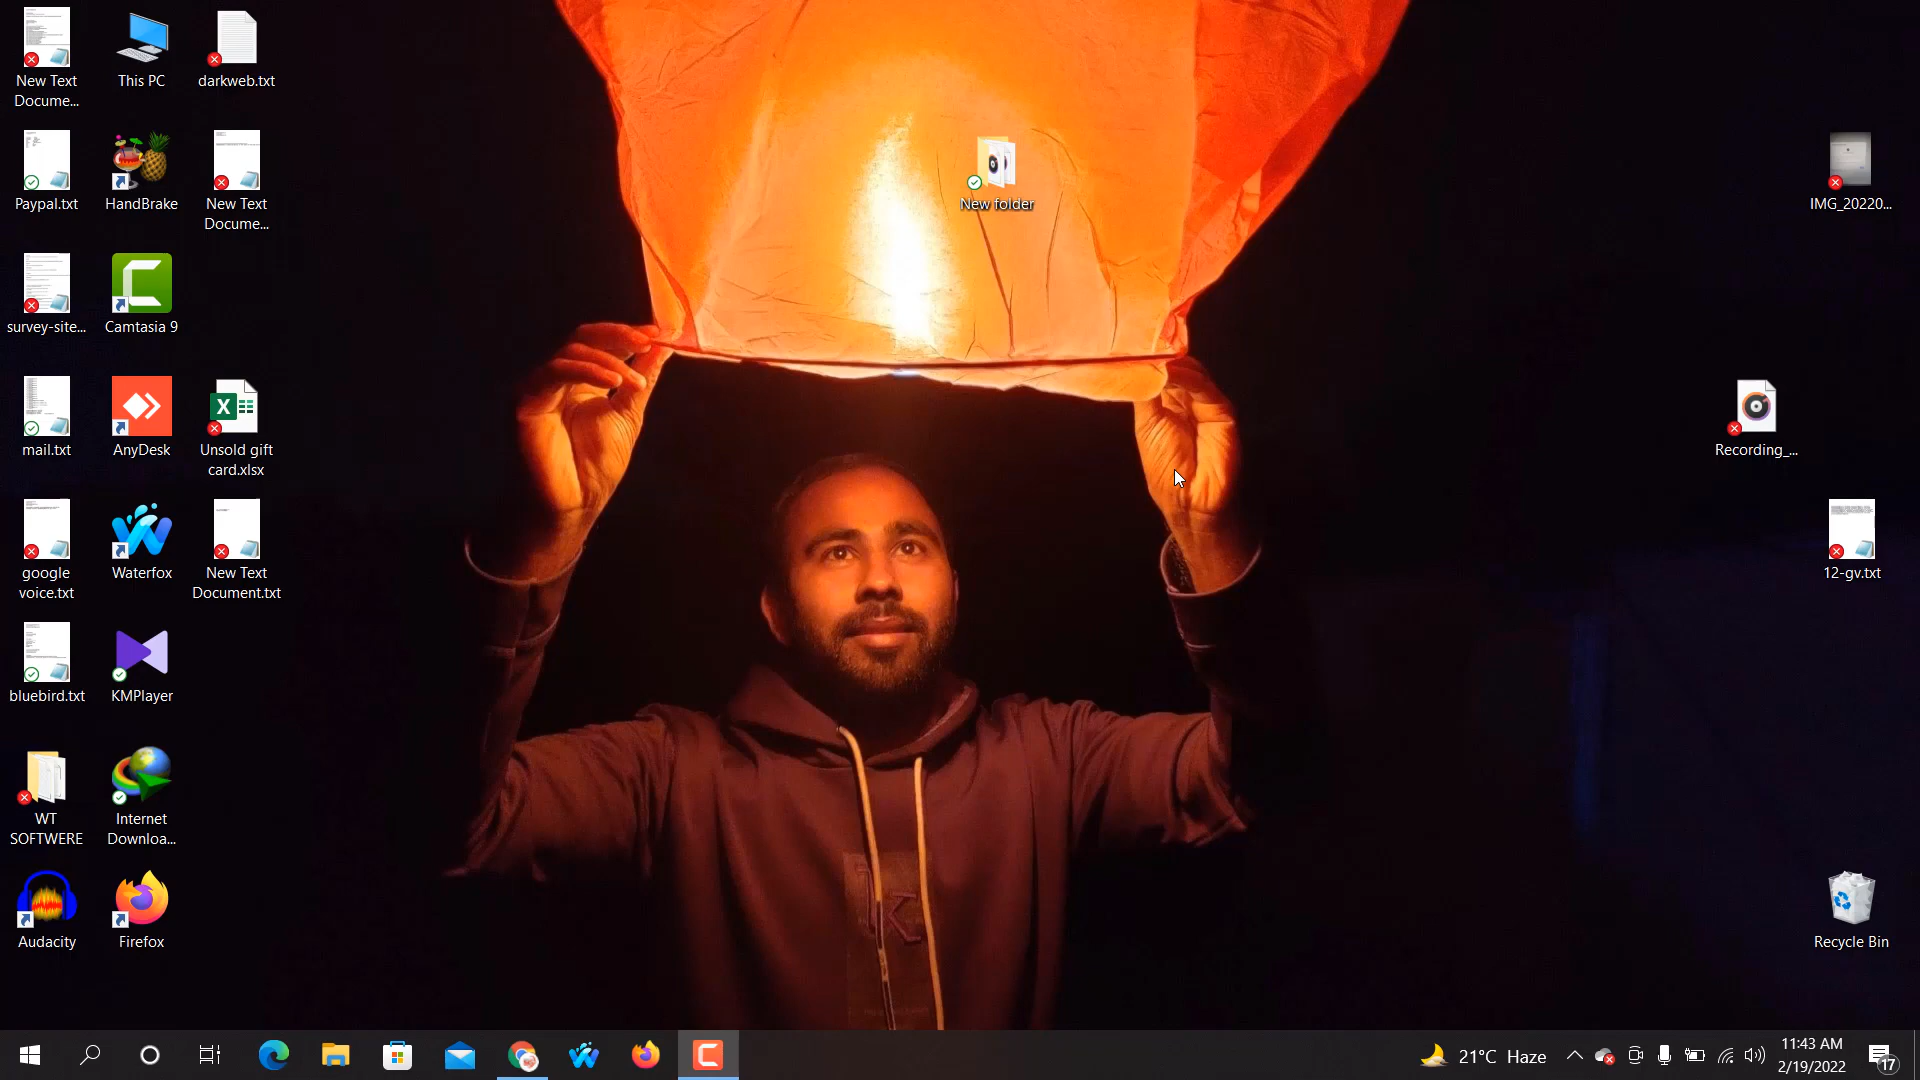 New Text
Docume...
This PC
darkweb.txt
Paypal.txt
HandBrake
New Text
Docume...
New folder
IMG_20220...
survey-site...
Camtasia 9
mail.txt
AnyDesk
Unsold gift
card.xlsx
Recording_...
google
voice.txt
Waterfox
New Text
Document.txt
12-gv.txt
bluebird.txt
KMPlayer
WT
SOFTWERE
Internet
Downloa...
Audacity
Firefox
Recycle Bin
21°C Haze
11:43 AM
2/19/2022
17